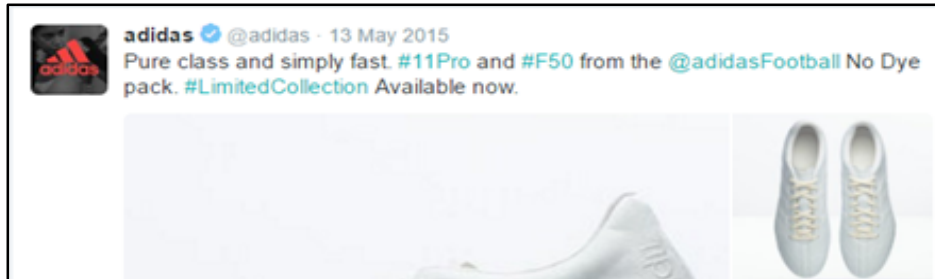 adidas @adidas · 13 May 2015
Pure class and simply fast. #11Pro and #F50 from the @adidasFootball No Dye
pack. #LimitedCollection Available now.
adidas